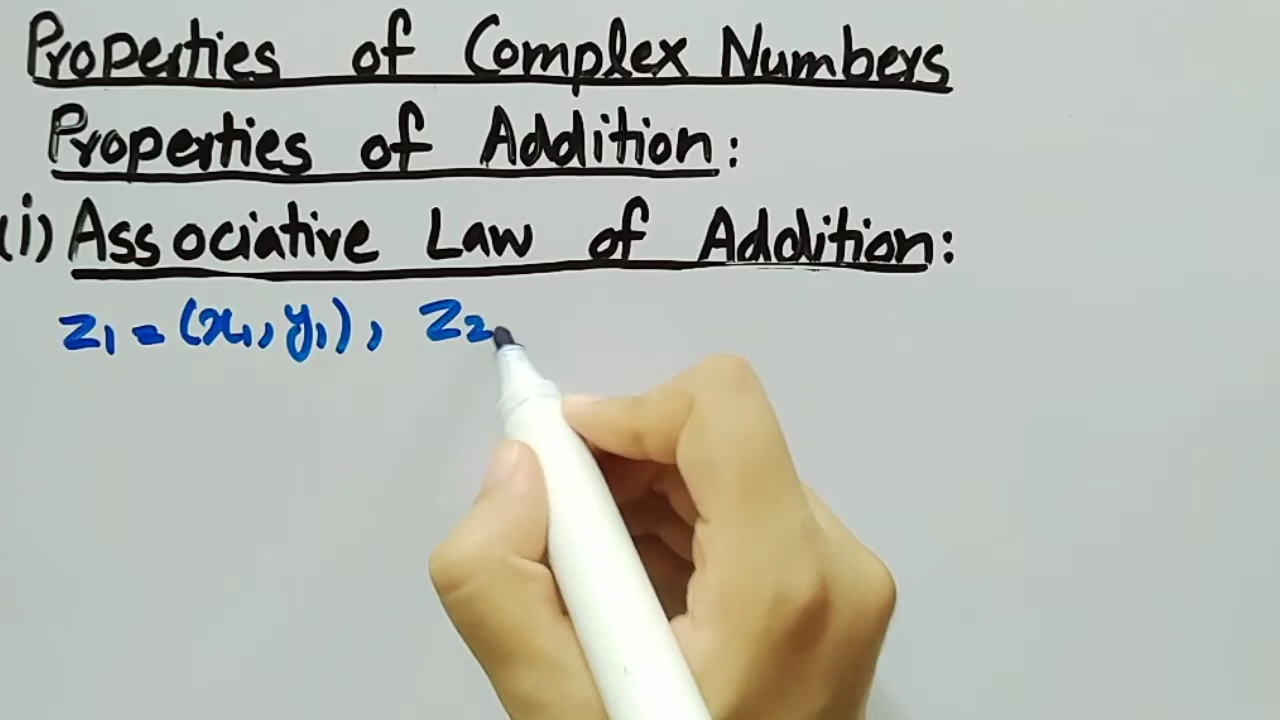 Properties of Complex Numbers
Properties of Addition:
(i) Associative Law of Addition:
z₁ = (x₁, y₁), z₂